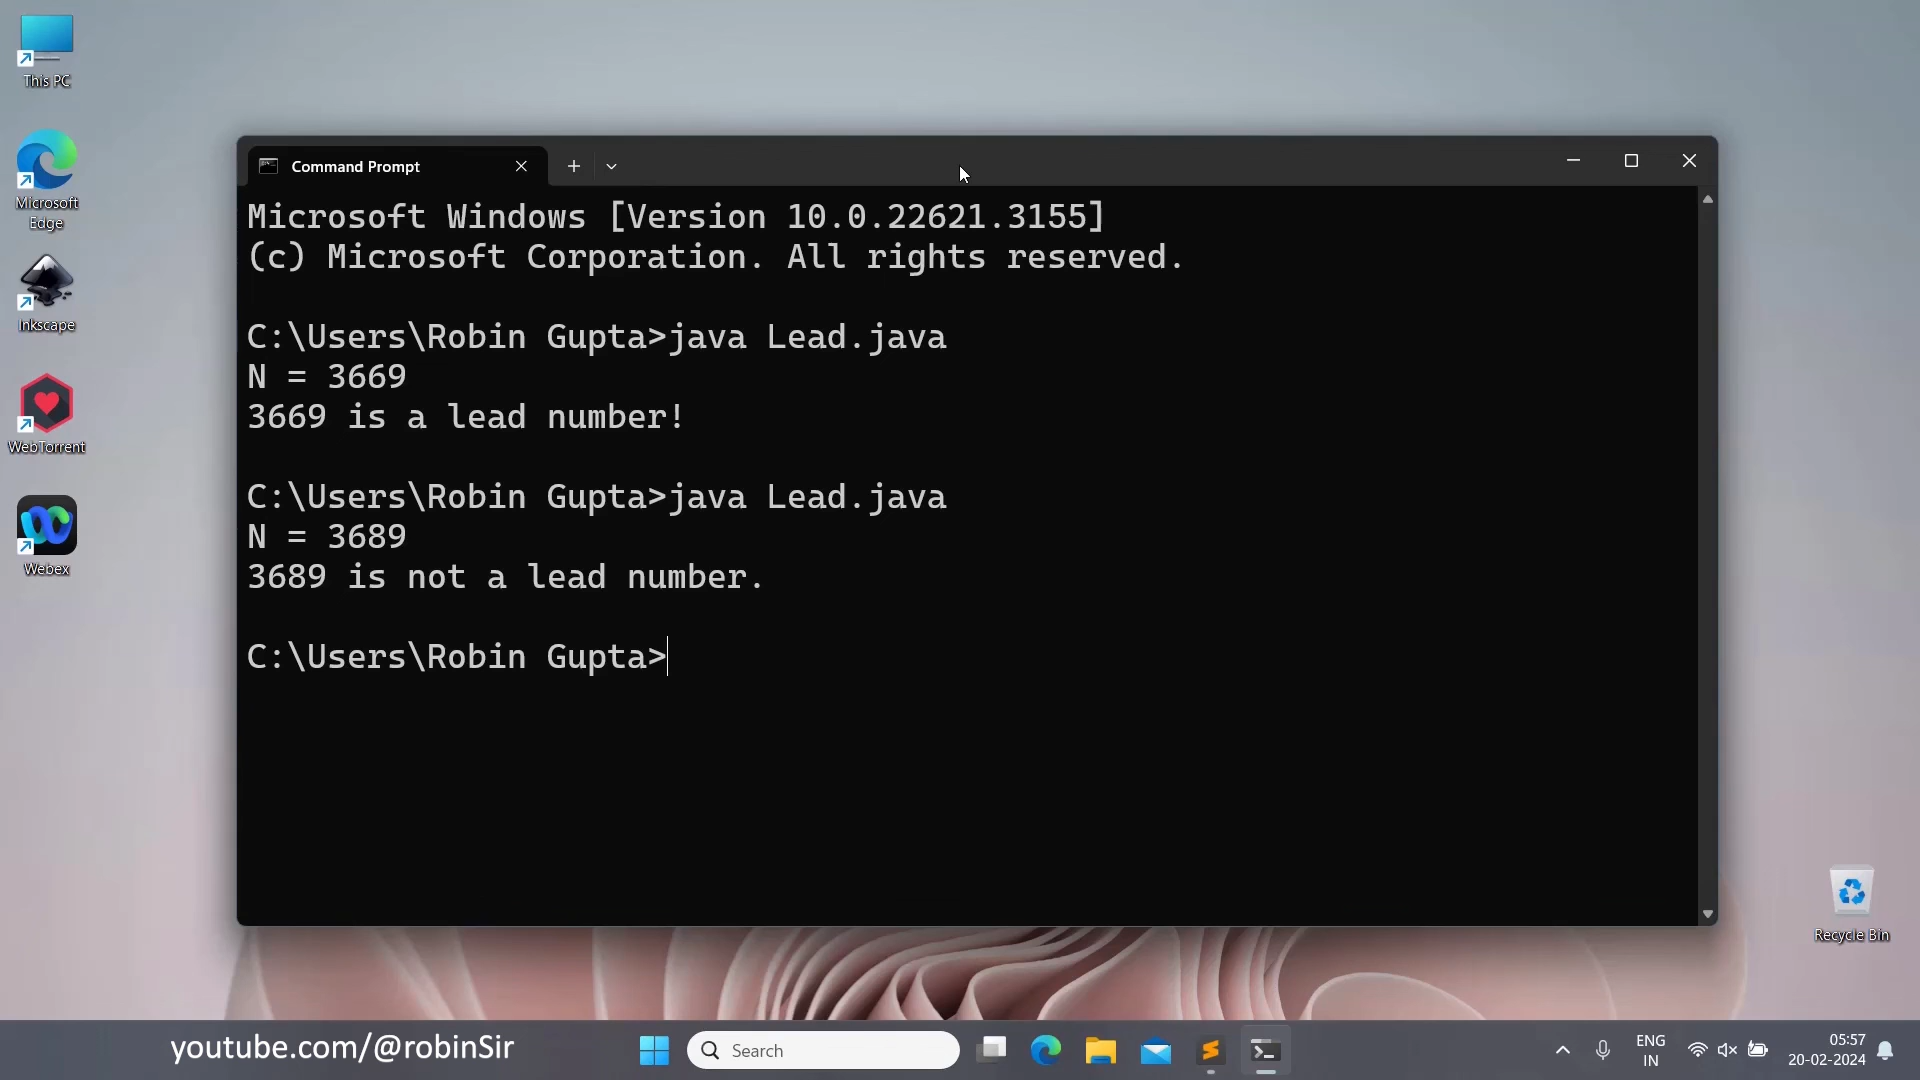 This PC
Microsoft
Edge
Inkscape
WebTorrent
Webex
Command Prompt
Microsoft Windows [Version 10.0.22621.3155]
(c) Microsoft Corporation. All rights reserved.
C:\Users\Robin Gupta>java Lead.java
N = 3669
3669 is a lead number!
C:\Users\Robin Gupta>java Lead.java
N = 3689
3689 is not a lead number.
C:\Users\Robin Gupta>
Recycle Bin
youtube.com/@robinSir
Search
ENG
IN
05:57
20-02-2024